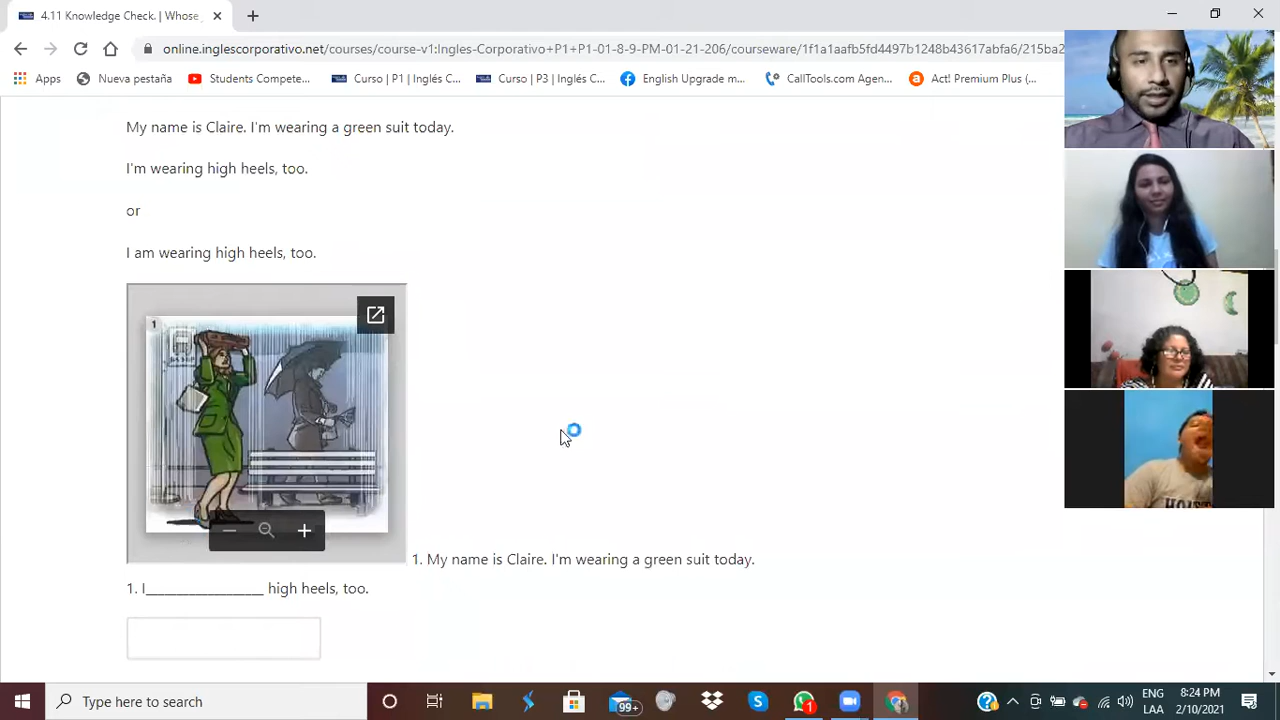 4.11 Knowledge Check. | Whose
online.inglescorporativo.net/courses/course-v1:Ingles-Corporativo+P1+P1-01-8-9-PM-01-21-206/courseware/1f1a1aafb5fd4497b1248b43617abfa6/215ba2
Apps Nueva pestaña Students Compete... Curso | P1 | Inglés C... Curso | P3 | Inglés C... English Upgrade m... CallTools.com Agen... Act! Premium Plus (...
My name is Claire. I'm wearing a green suit today.
I'm wearing high heels, too.
or
I am wearing high heels, too.
1
1. My name is Claire. I'm wearing a green suit today.
1. I__________________ high heels, too.
Type here to search
99+
1
ENG
LAA
8:24 PM
2/10/2021